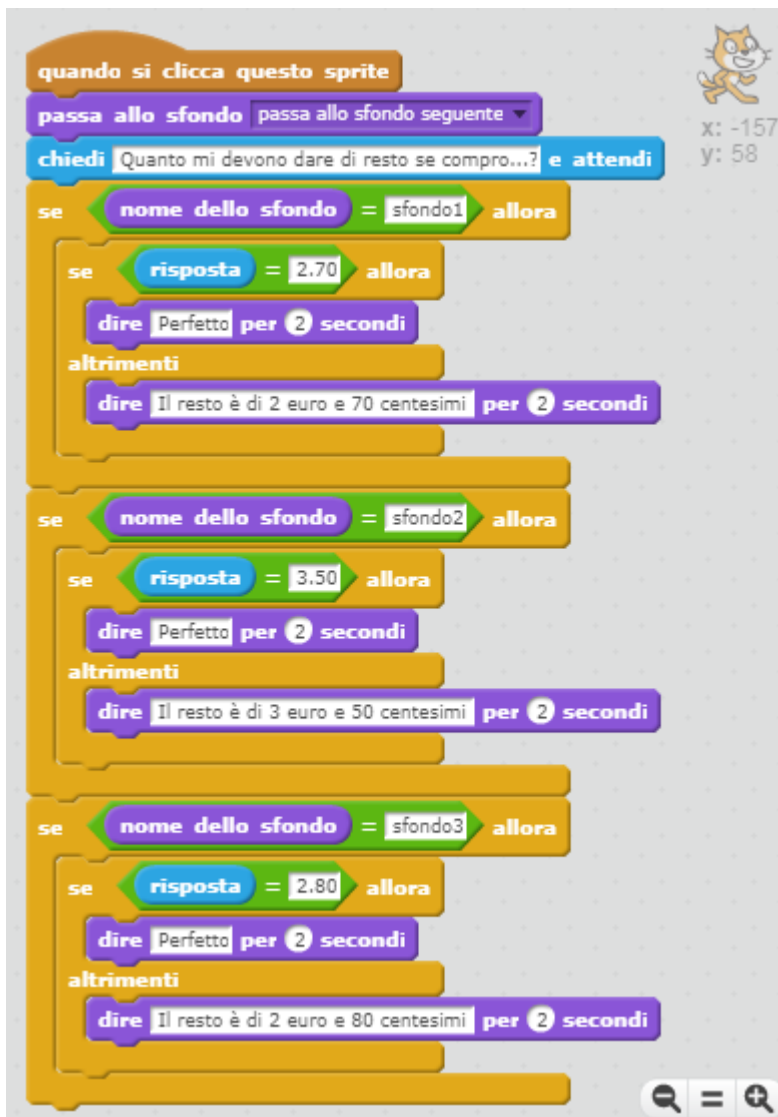 quando si clicca questo sprite
passa allo sfondo passa allo sfondo seguente
chiedi Quanto mi devono dare di resto se compro...? e attendi
x: -157
y: 58
se nome dello sfondo = sfondo1 allora
se risposta = 2.70 allora
dire Perfetto per 2 secondi
altrimenti
dire Il resto è di 2 euro e 70 centesimi per 2 secondi
se nome dello sfondo = sfondo2 allora
se risposta = 3.50 allora
dire Perfetto per 2 secondi
altrimenti
dire Il resto è di 3 euro e 50 centesimi per 2 secondi
se nome dello sfondo = sfondo3 allora
se risposta = 2.80 allora
dire Perfetto per 2 secondi
altrimenti
dire Il resto è di 2 euro e 80 centesimi per 2 secondi